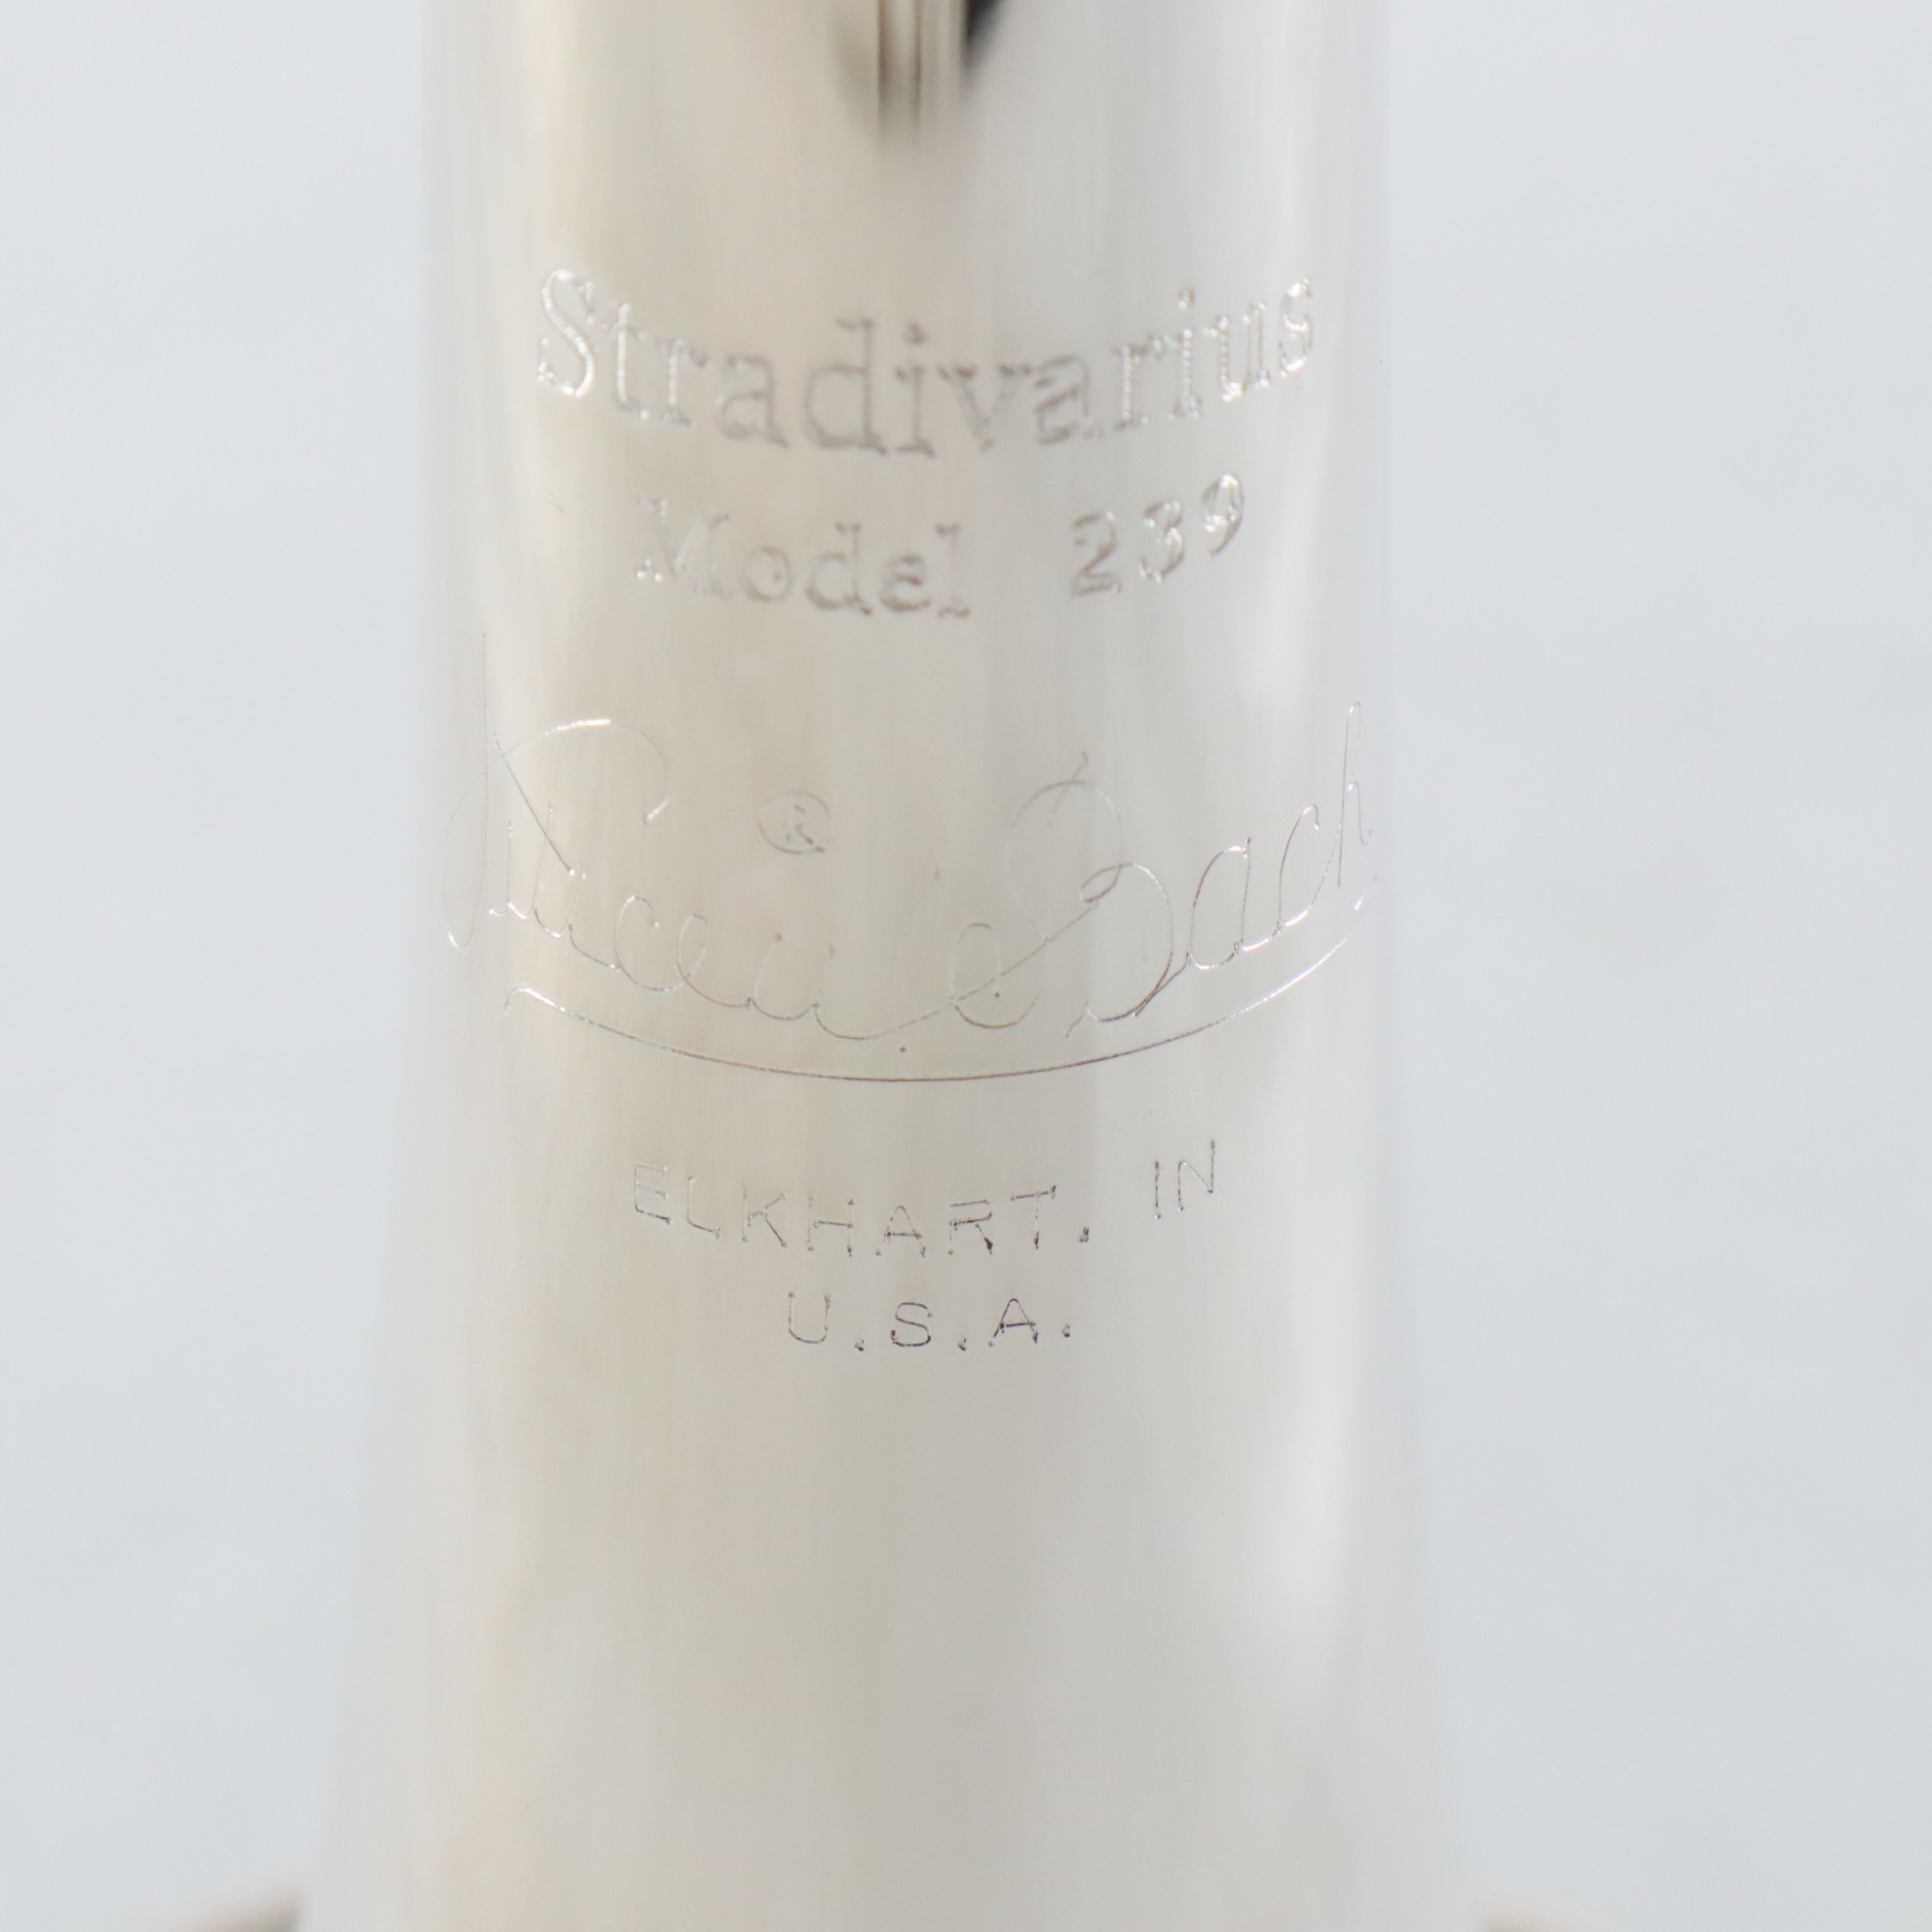 Stradivarius
Model 239
Vincent Bach ®
ELKHART, IN
U.S.A.